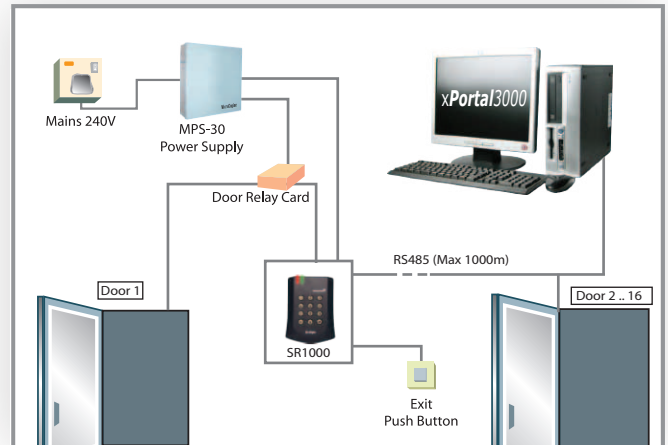 xPortal3000
Mains 240V
MPS-30
Power Supply
Door Relay Card
RS485 (Max 1000m)
Door 1
Door 2 .. 16
SR1000
Exit
Push Button